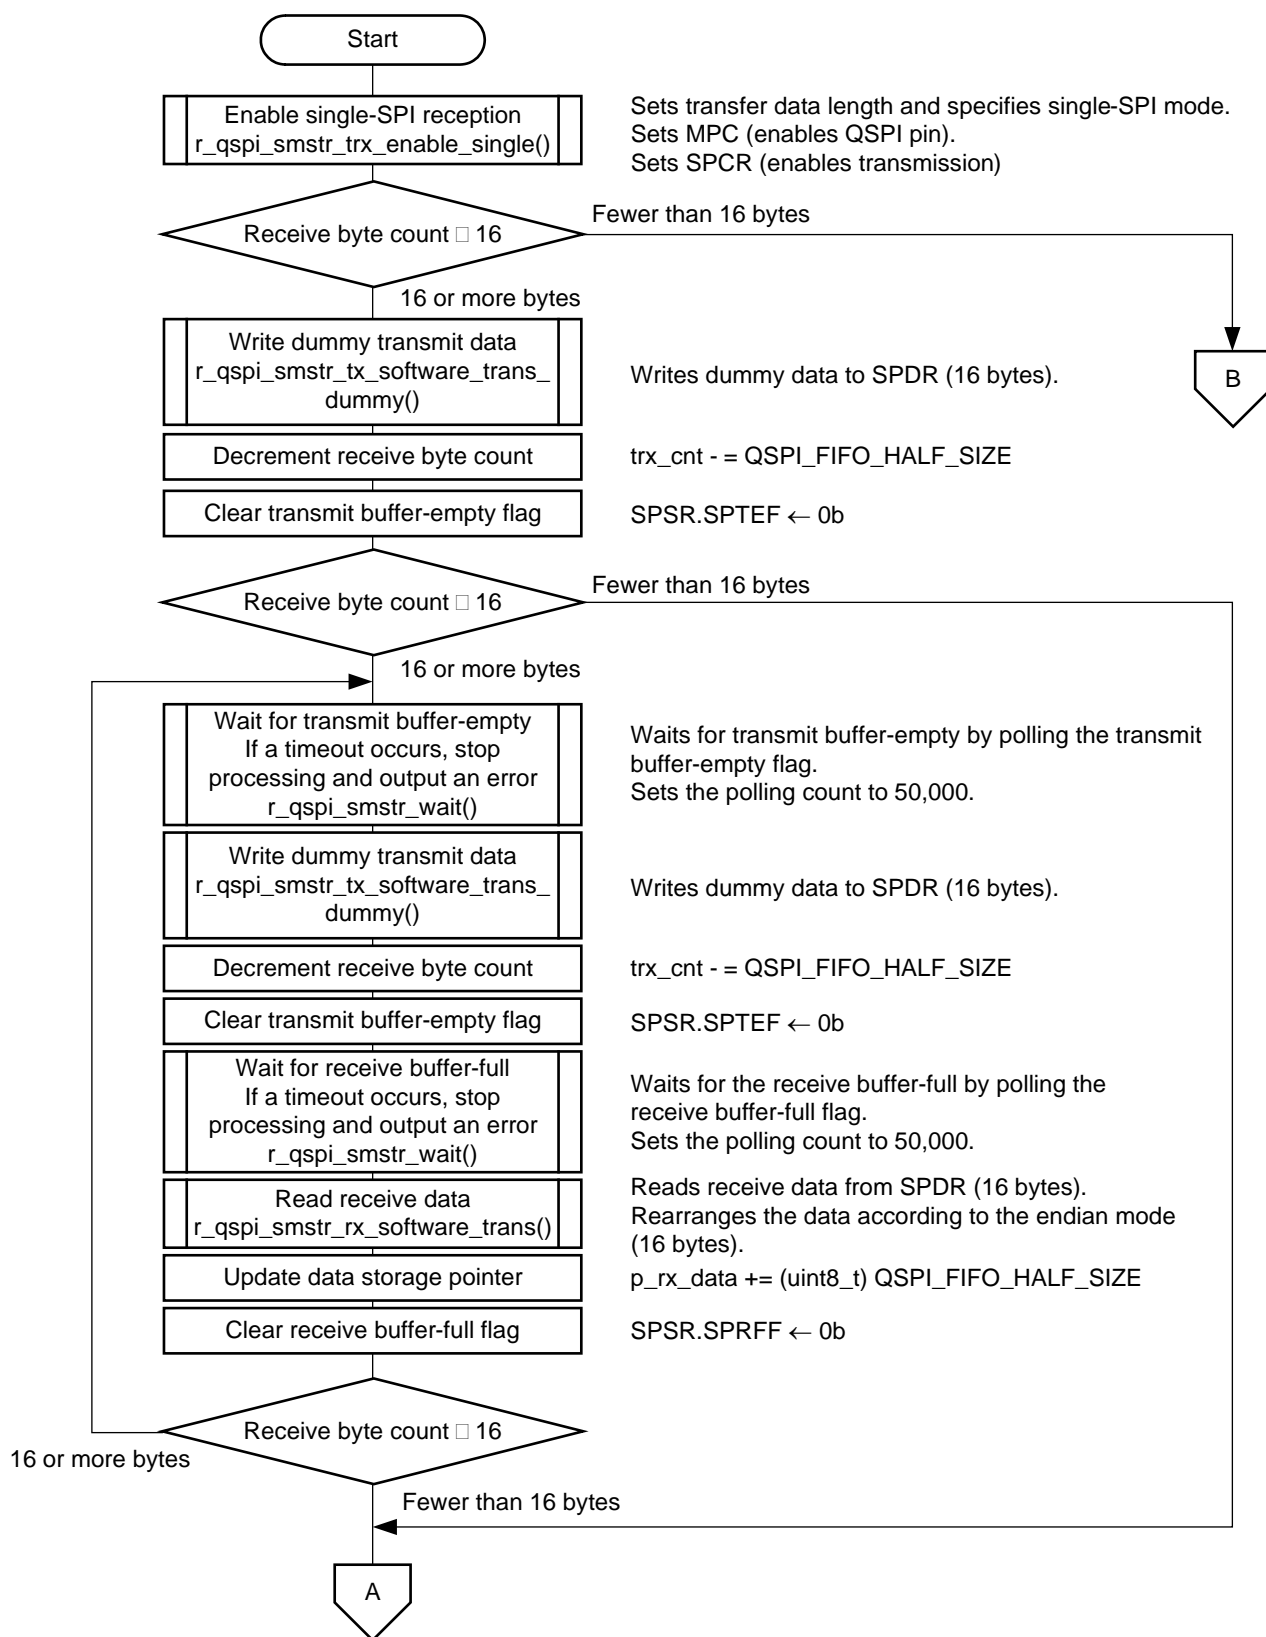 Start
Enable single-SPI reception
r_qspi_smstr_trx_enable_single()
Sets transfer data length and specifies single-SPI mode.
Sets MPC (enables QSPI pin).
Sets SPCR (enables transmission)
Receive byte count □ 16
Fewer than 16 bytes
16 or more bytes
B
Write dummy transmit data
r_qspi_smstr_tx_software_trans_
dummy()
Writes dummy data to SPDR (16 bytes).
Decrement receive byte count
trx_cnt - = QSPI_FIFO_HALF_SIZE
Clear transmit buffer-empty flag
SPSR.SPTEF ← 0b
Receive byte count □ 16
Fewer than 16 bytes
16 or more bytes
Wait for transmit buffer-empty
If a timeout occurs, stop
processing and output an error
r_qspi_smstr_wait()
Waits for transmit buffer-empty by polling the transmit
buffer-empty flag.
Sets the polling count to 50,000.
Write dummy transmit data
r_qspi_smstr_tx_software_trans_
dummy()
Writes dummy data to SPDR (16 bytes).
Decrement receive byte count
trx_cnt - = QSPI_FIFO_HALF_SIZE
Clear transmit buffer-empty flag
SPSR.SPTEF ← 0b
Wait for receive buffer-full
If a timeout occurs, stop
processing and output an error
r_qspi_smstr_wait()
Waits for the receive buffer-full by polling the
receive buffer-full flag.
Sets the polling count to 50,000.
Read receive data
r_qspi_smstr_rx_software_trans()
Reads receive data from SPDR (16 bytes).
Rearranges the data according to the endian mode
(16 bytes).
Update data storage pointer
p_rx_data += (uint8_t) QSPI_FIFO_HALF_SIZE
Clear receive buffer-full flag
SPSR.SPRFF ← 0b
Receive byte count □ 16
16 or more bytes
Fewer than 16 bytes
A